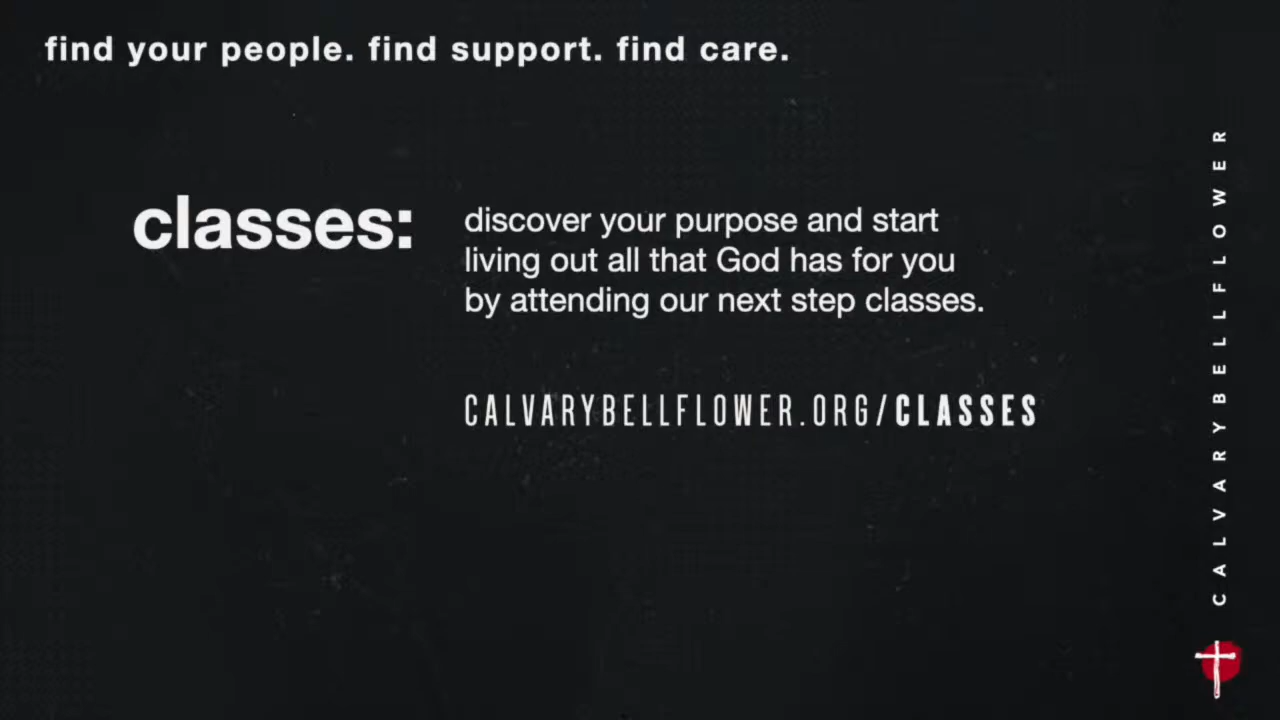 find your people. find support. find care.
classes:
discover your purpose and start
living out all that God has for you
by attending our next step classes.
CALVARYBELLFLOWER.ORG/CLASSES
CALVARYBELLFLOWER